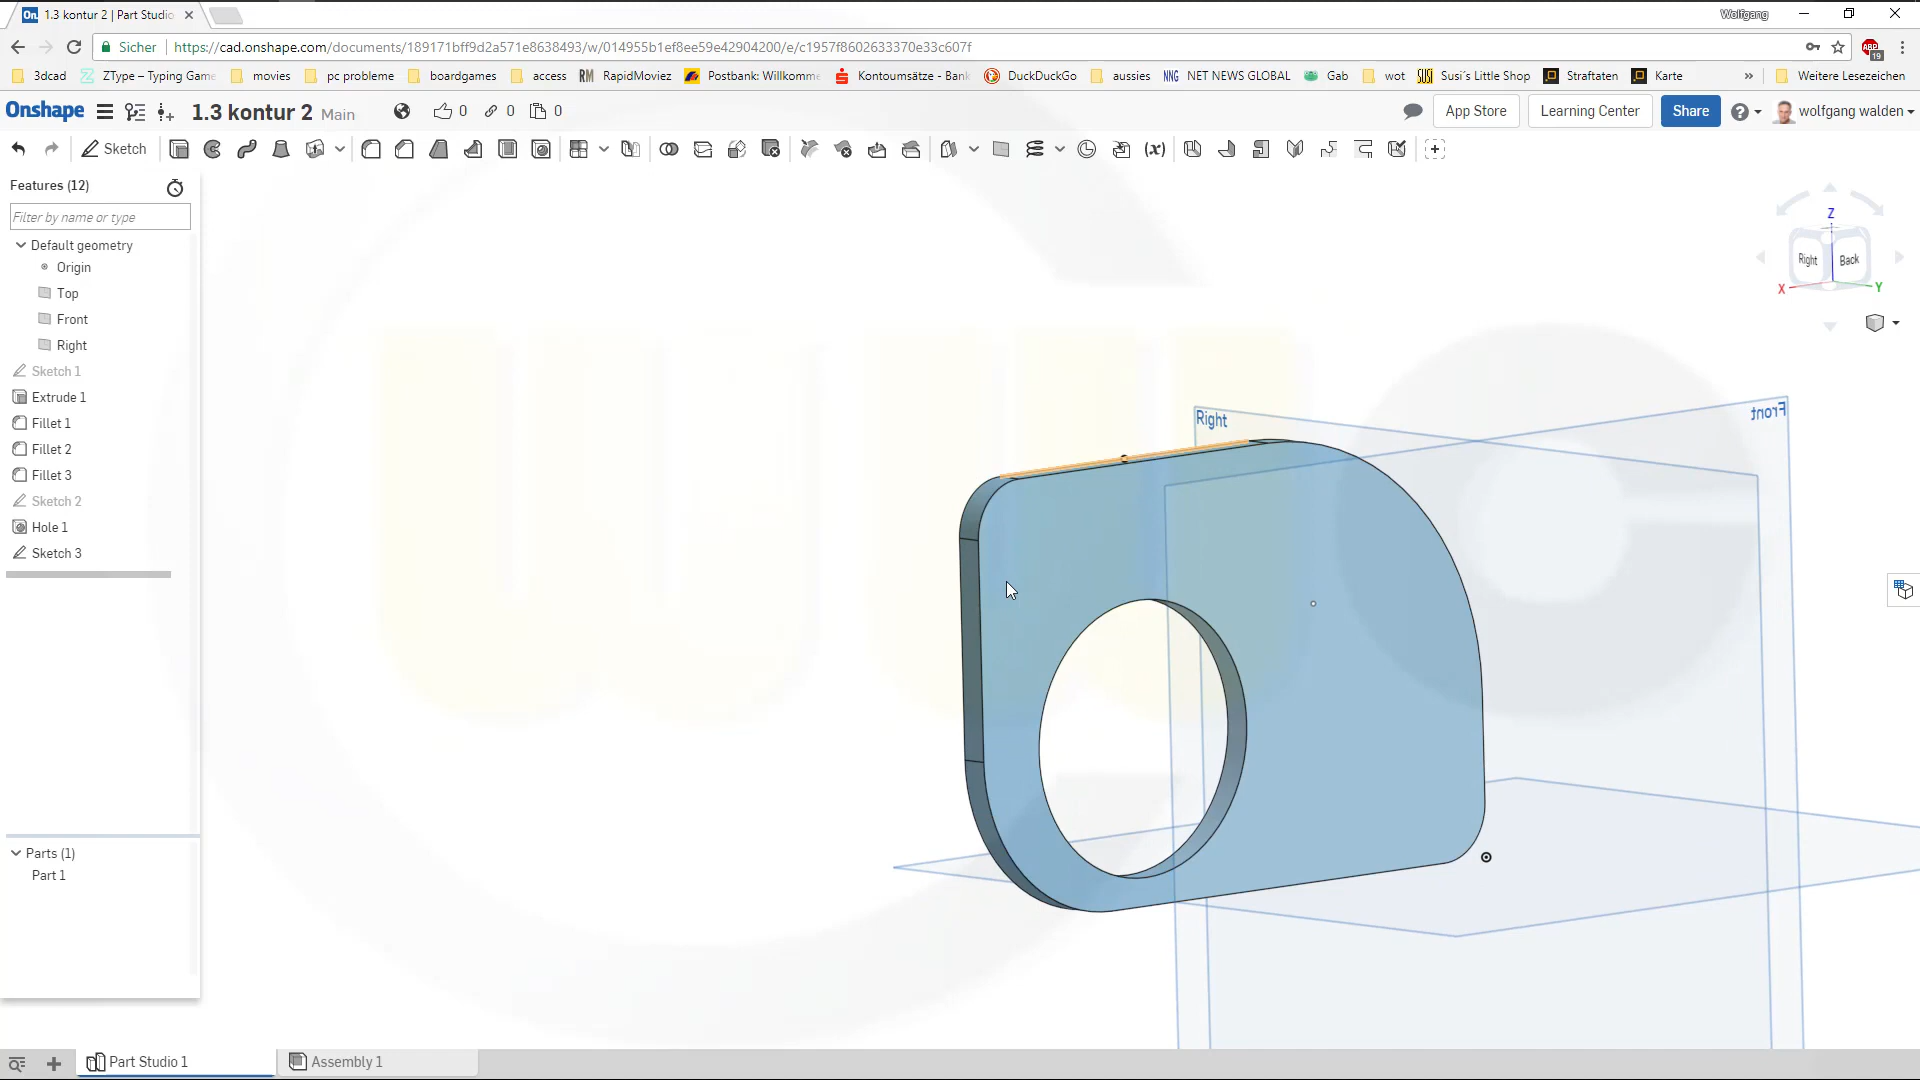 1.3 kontur 2 | Part Studio
Wolfgang
Sicher https://cad.onshape.com/documents/189171bff9d2a571e8638493/w/014955b1ef8ee59e42904200/e/c1957f8602633370e33c607f
ABP
19
3dcad ZType – Typing Game movies pc probleme boardgames access RM RapidMoviez Postbank: Willkomme Kontoumsätze - Bank DuckDuckGo aussies NNG NET NEWS GLOBAL Gab wot SUSI Susi´s Little Shop Straftaten Karte » Weitere Lesezeichen
Onshape 1.3 kontur 2 Main 0 0 0 App Store Learning Center Share wolfgang walden
Sketch (x)
Features (12)
Filter by name or type
Default geometry
Origin
Top
Front
Right
Sketch 1
Extrude 1
Fillet 1
Fillet 2
Fillet 3
Sketch 2
Hole 1
Sketch 3
Parts (1)
Part 1
Z
Right Back
X Y
Right
Front
Part Studio 1 Assembly 1